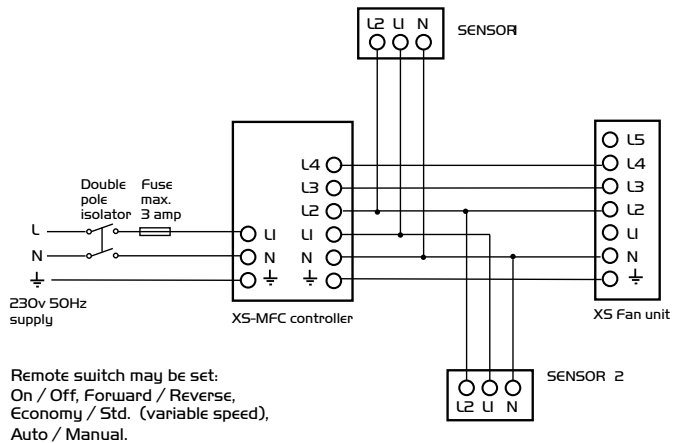 L2 L1 N
SENSOR1
L5
L4 L4
L3 L3
L2 L2
L1 L1 L1
N N N
Double
pole
isolator
Fuse
max.
3 amp
L
N
230v 50Hz
supply
XS-MFC controller
XS Fan unit
L2 L1 N
SENSOR 2
Remote switch may be set:
On / Off, Forward / Reverse,
Economy / Std. (variable speed),
Auto / Manual.